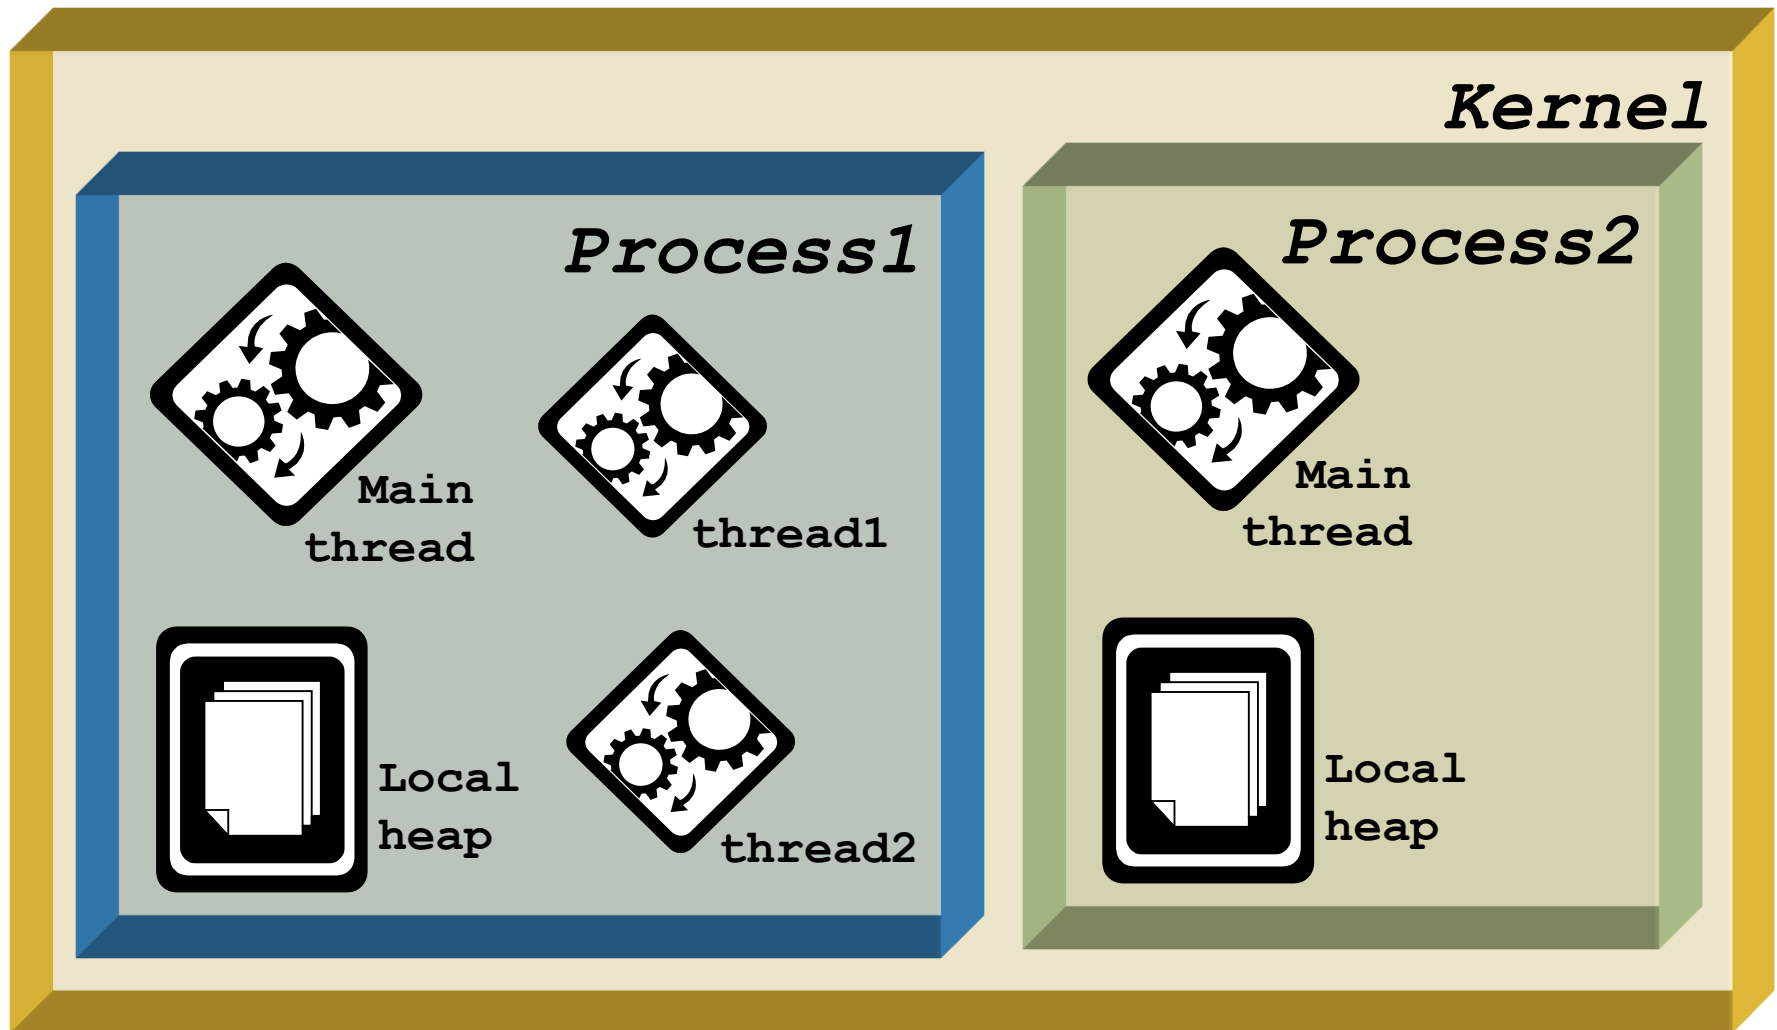 Kernel
Process1
Main
thread
thread1
Local
heap
thread2
Process2
Main
thread
Local
heap